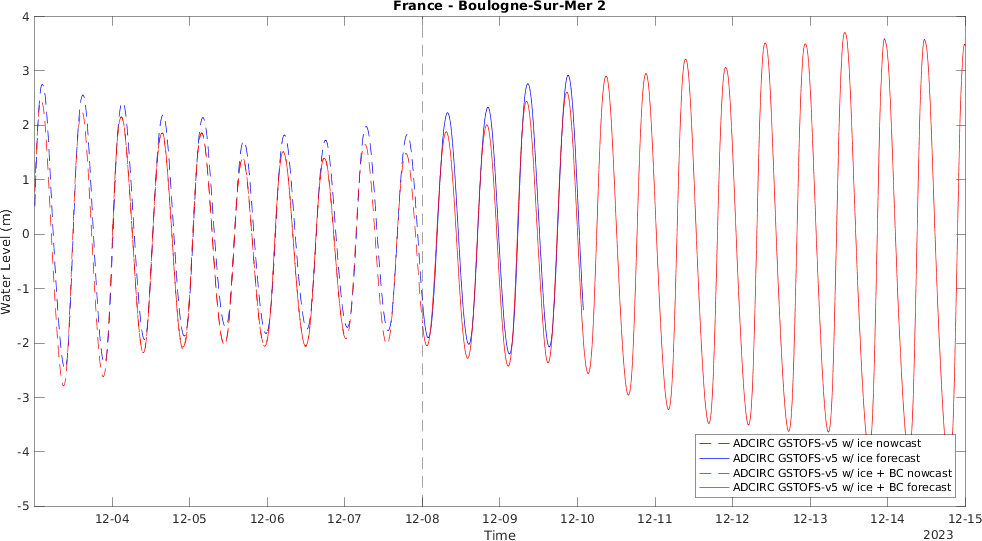 France - Boulogne-Sur-Mer 2
4
3
2
1
0
-1
-2
-3
-4
-5
Water Level (m)
ADCIRC GSTOFS-v5 w/ ice nowcast
ADCIRC GSTOFS-v5 w/ ice forecast
ADCIRC GSTOFS-v5 w/ ice + BC nowcast
ADCIRC GSTOFS-v5 w/ ice + BC forecast
12-04 12-05 12-06 12-07 12-08 12-09 12-10 12-11 12-12 12-13 12-14 12-15
Time
2023